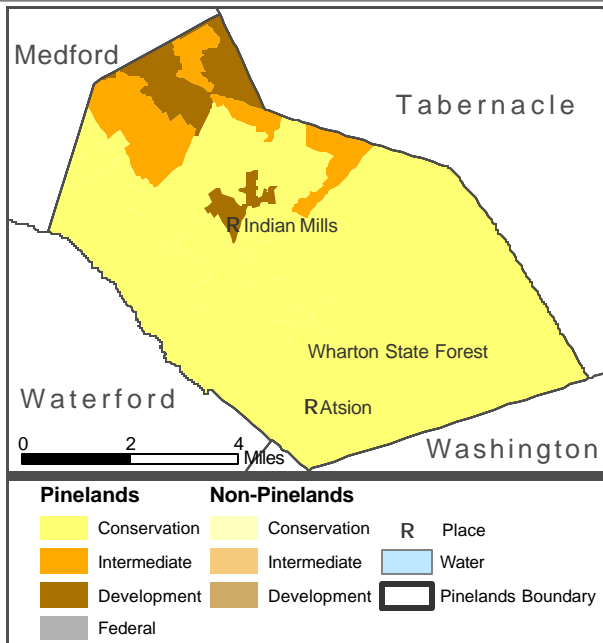 Medford
Tabernacle
R Indian Mills
Wharton State Forest
Waterford
R Atsion
0 2 4
Miles
Washington
Pinelands Non-Pinelands
Conservation Conservation R Place
Intermediate Intermediate Water
Development Development Pinelands Boundary
Federal